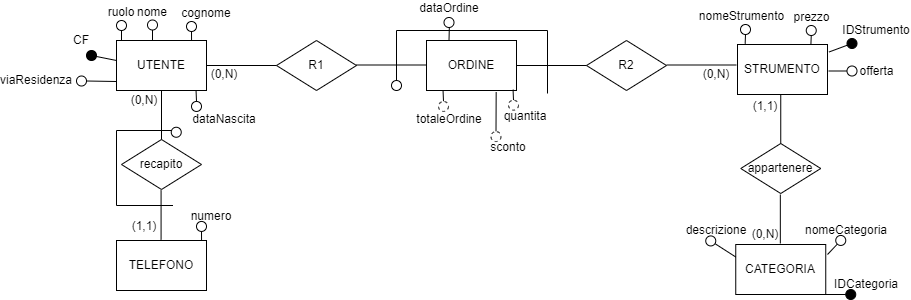 ruolo nome cognome
dataOrdine
nomeStrumento prezzo
CF
IDStrumento
viaResidenza
UTENTE
R1
ORDINE
R2
STRUMENTO
offerta
(0,N)
(0,N)
(0,N)
(1,1)
dataNascita
totaleOrdine
quantita
sconto
recapito
appartenere
(1,1)
numero
descrizione
(0,N)
nomeCategoria
TELEFONO
CATEGORIA
IDCategoria